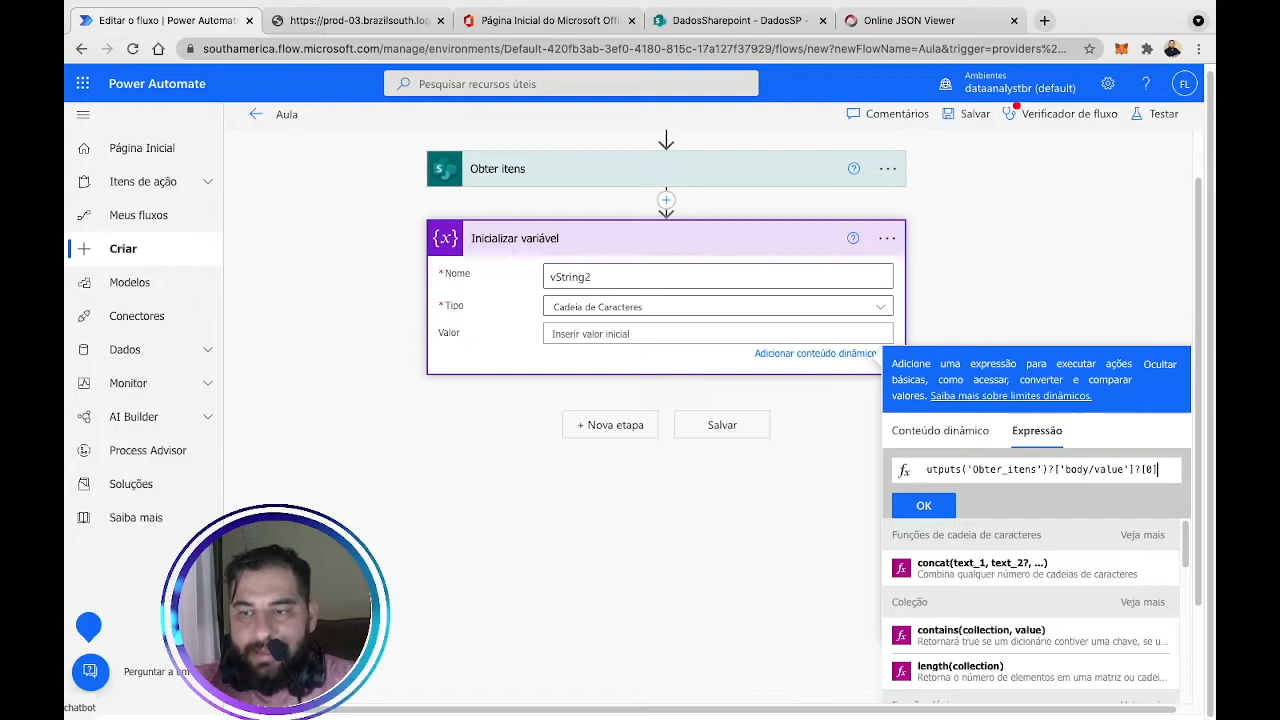 Editar o fluxo | Power Automate
https://prod-03.brazilsouth.log
Página Inicial do Microsoft Offic
DadosSharepoint - DadosSP -
Online JSON Viewer
southamerica.flow.microsoft.com/manage/environments/Default-420fb3ab-3ef0-4180-815c-17a127f37929/flows/new?newFlowName=Aula&trigger=providers%2...
Power Automate
Pesquisar recursos úteis
Ambientes
dataanalystbr (default)
FL
Aula
Comentários
Salvar
Verificador de fluxo
Testar
Página Inicial
Itens de ação
Meus fluxos
Criar
Modelos
Conectores
Dados
Monitor
AI Builder
Process Advisor
Soluções
Saiba mais
Perguntar a um
chatbot
Obter itens
{x} Inicializar variável
* Nome
vString2
* Tipo
Cadeia de Caracteres
Valor
Inserir valor inicial
Adicionar conteúdo dinâmico
+ Nova etapa
Salvar
Adicione uma expressão para executar ações
básicas, como acessar, converter e comparar
valores. Saiba mais sobre limites dinâmicos.
Ocultar
Conteúdo dinâmico
Expressão
fx utputs('Obter_itens')?['body/value']?[0]
OK
Funções de cadeia de caracteres
Veja mais
fx concat(text_1, text_2?, ...)
Combina qualquer número de cadeias de caracteres
Coleção
Veja mais
fx contains(collection, value)
Retornará true se um dicionário contiver uma chave, se u...
fx length(collection)
Retorna o número de elementos em uma matriz ou cadei...